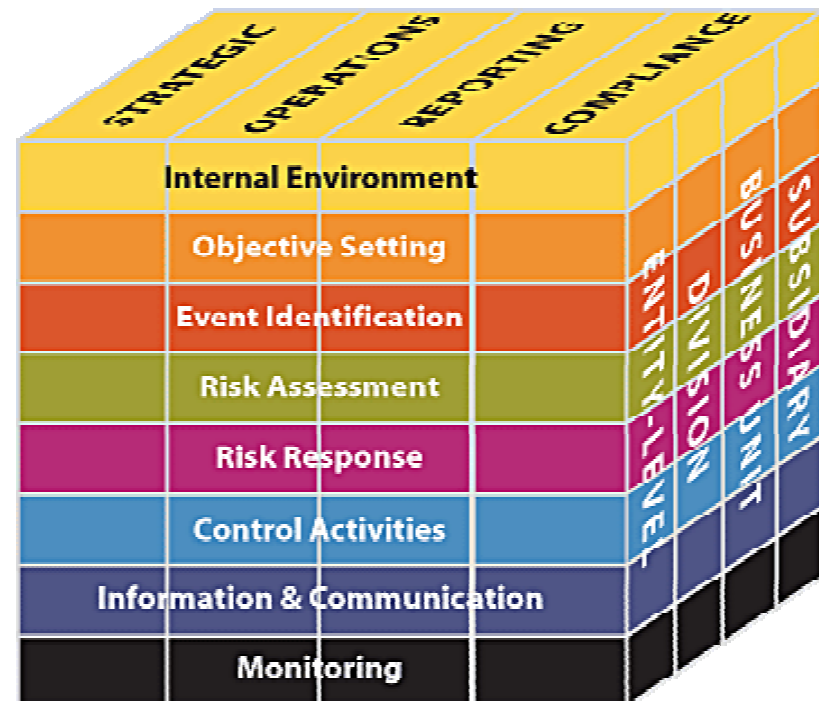 STRATEGIC
OPERATIONS
REPORTING
COMPLIANCE
Internal Environment
Objective Setting
Event Identification
Risk Assessment
Risk Response
Control Activities
Information & Communication
Monitoring
ENTITY-LEVEL
DIVISION
BUSINESS UNIT
SUBSIDIARY